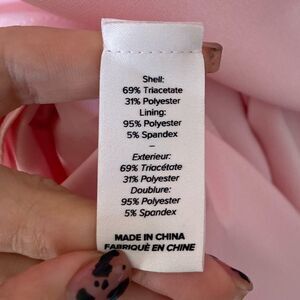 Shell:
69% Triacetate
31% Polyester
Lining:
95% Polyester
5% Spandex
–
Exterieur:
69% Triacétate
31% Polyester
Doublure:
95% Polyester
5% Spandex
MADE IN CHINA
FABRIQUÉ EN CHINE